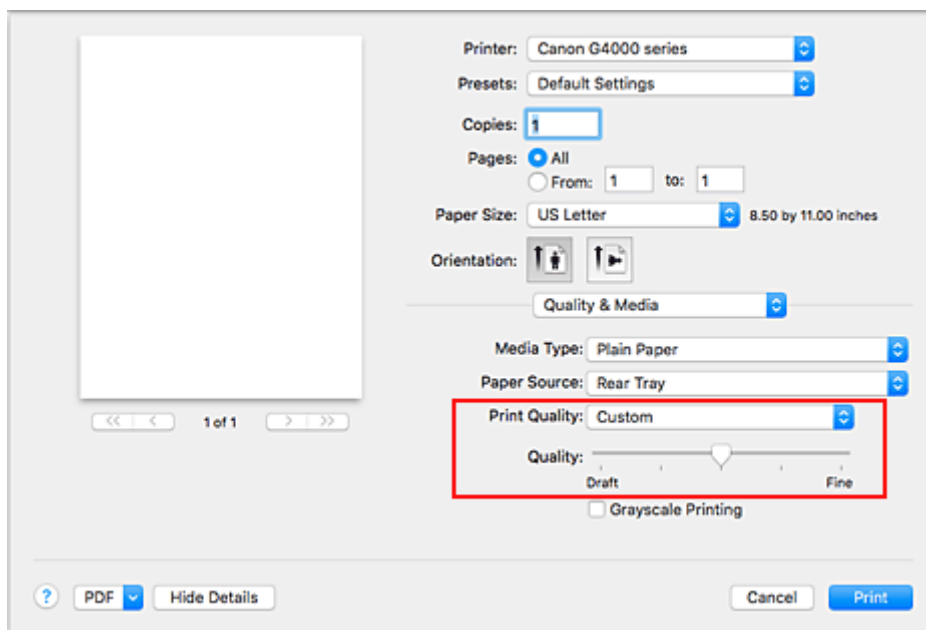 Printer: Canon G4000 series
Presets: Default Settings
Copies: 1
Pages: All
From: 1 to: 1
Paper Size: US Letter 8.50 by 11.00 inches
Orientation:
Quality & Media
Media Type: Plain Paper
Paper Source: Rear Tray
<< < 1 of 1 > >>
Print Quality: Custom
Quality:
Draft Fine
Grayscale Printing
? PDF Hide Details Cancel Print